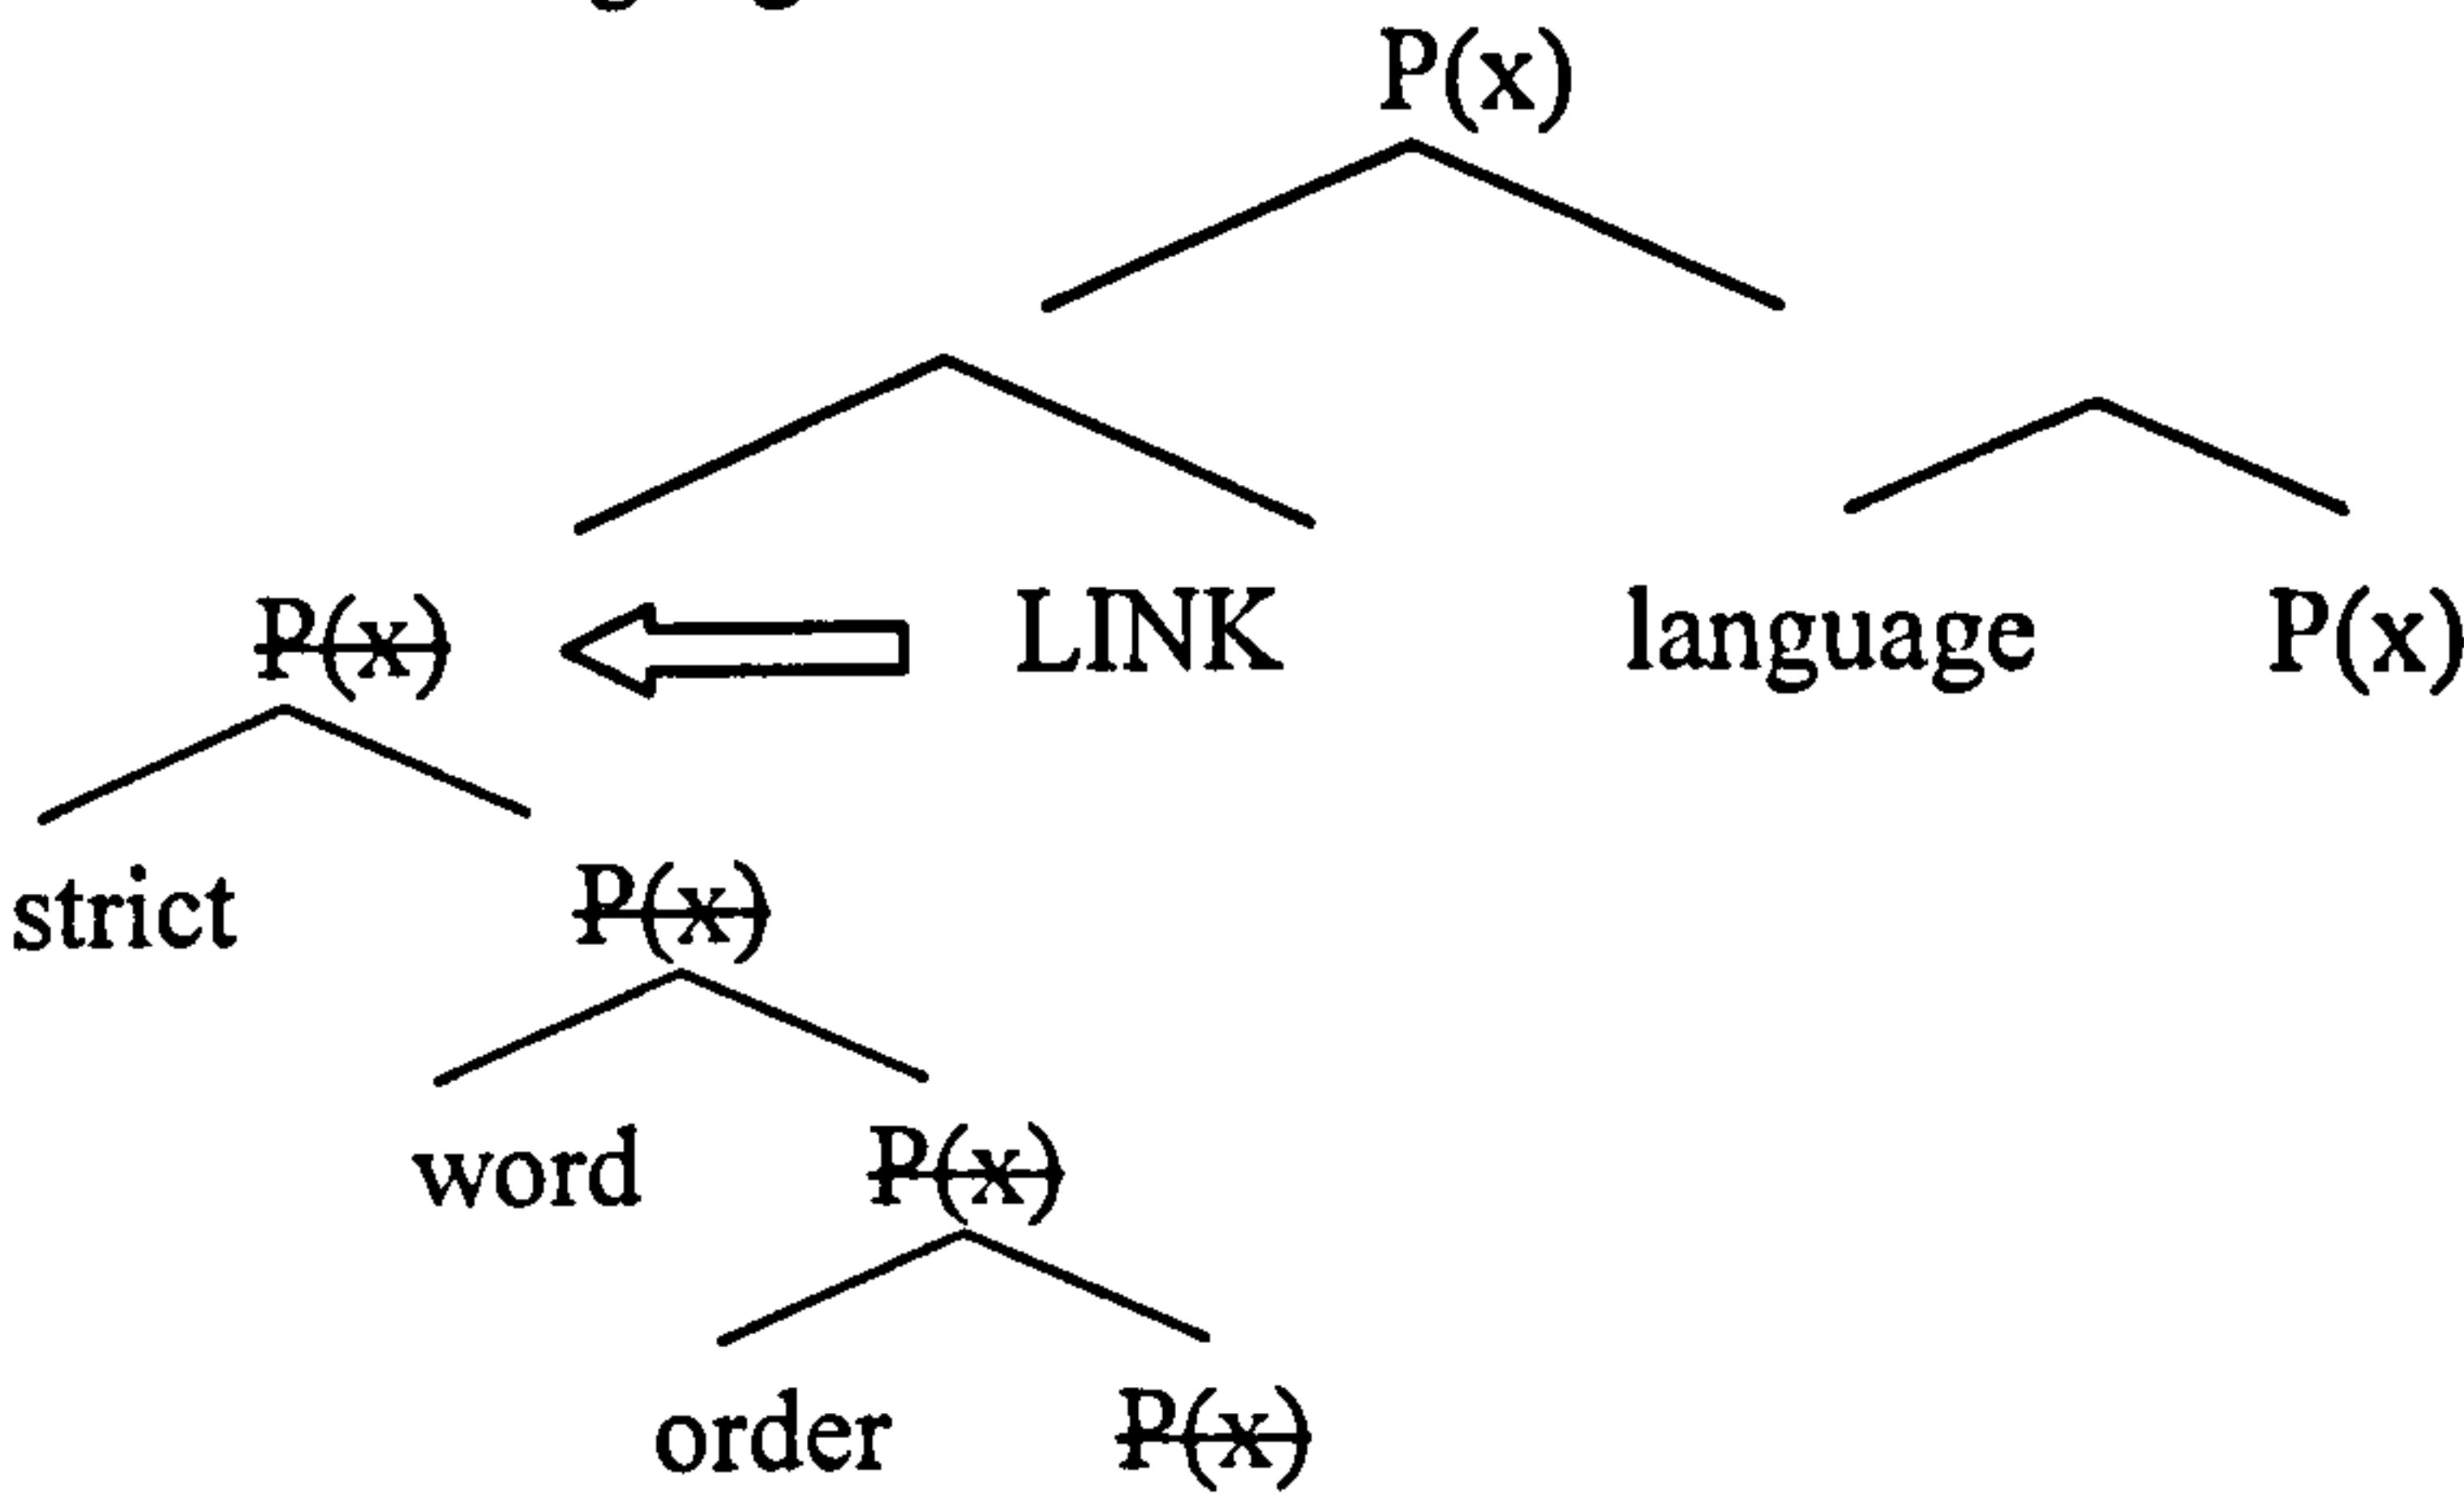 P(x)
P(x) LINK language P(x)
strict P(x)
word P(x)
order P(x)